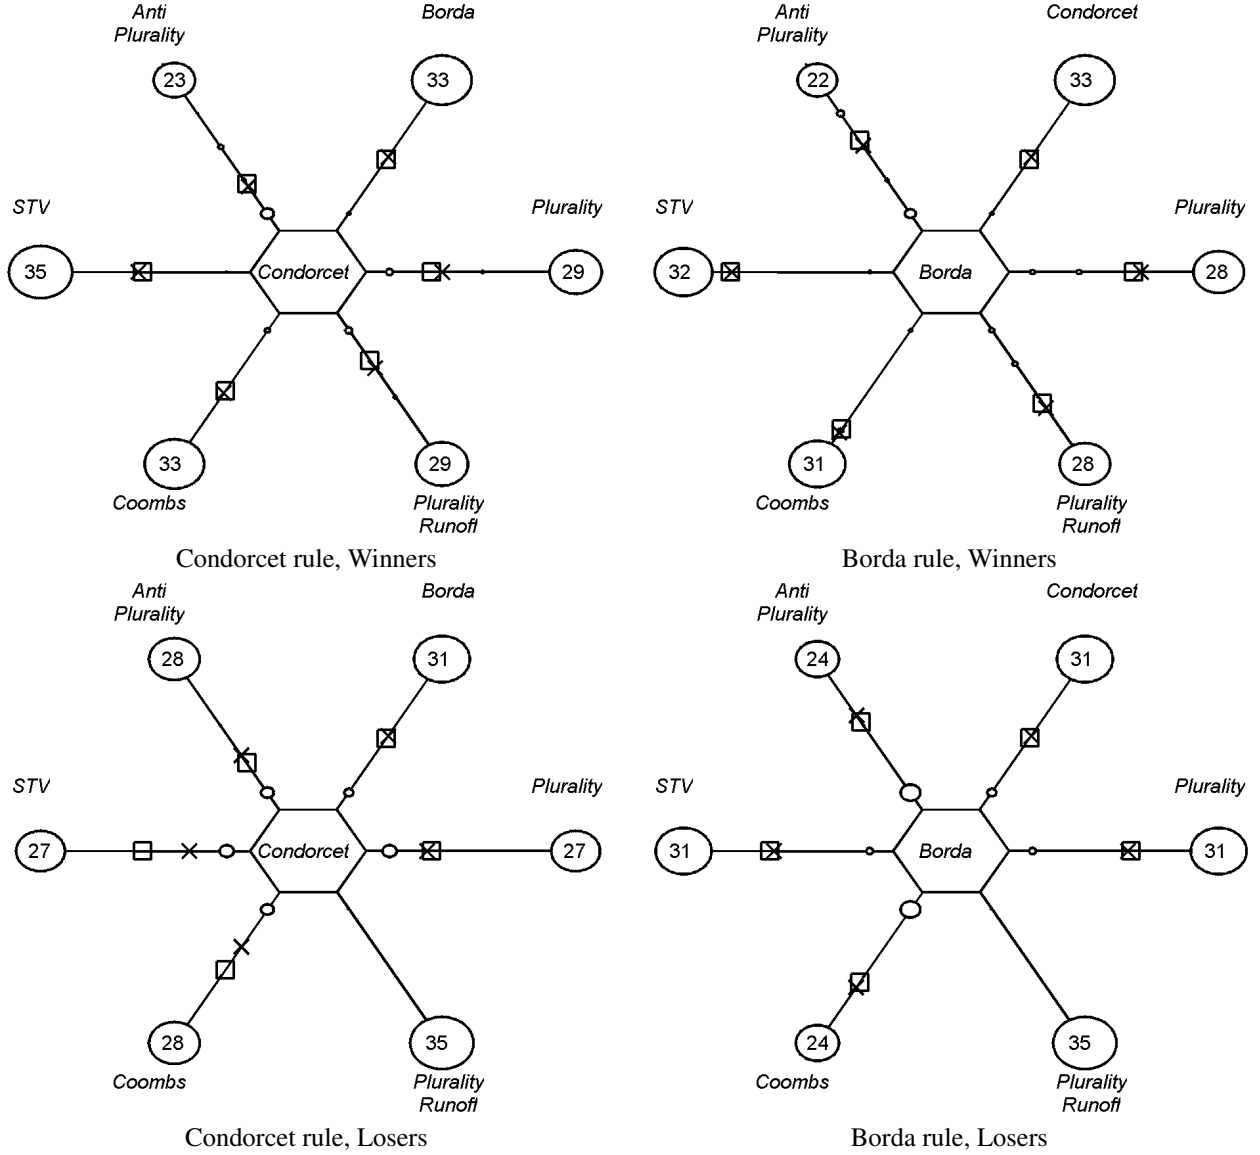 Anti
Plurality
Borda
23
33
STV
Plurality
35
Condorcet
29
33
29
Coombs
Plurality
Runoff
Condorcet rule, Winners
Anti
Plurality
Condorcet
22
33
STV
Plurality
32
Borda
28
31
28
Coombs
Plurality
Runoff
Borda rule, Winners
Anti
Plurality
Borda
28
31
STV
Plurality
27
Condorcet
27
28
35
Coombs
Plurality
Runoff
Condorcet rule, Losers
Anti
Plurality
Condorcet
24
31
STV
Plurality
31
Borda
31
24
35
Coombs
Plurality
Runoff
Borda rule, Losers